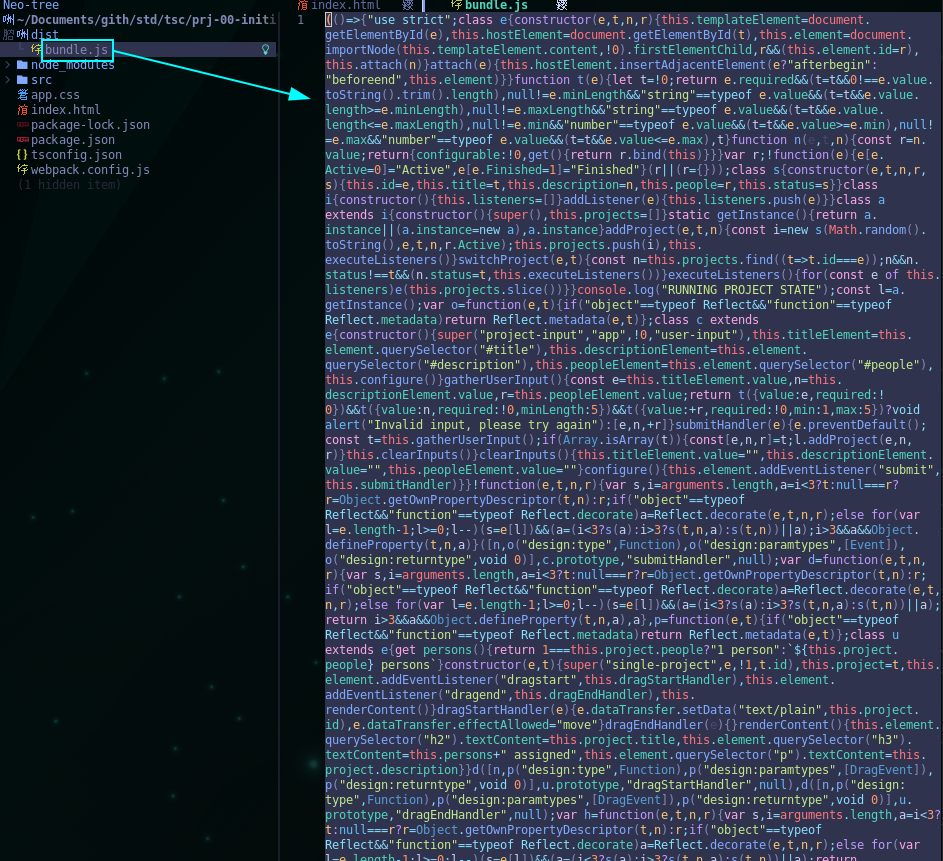 Neo-tree
~/Documents/gith/std/tsc/prj-00-initi
dist
bundle.js
node_modules
src
app.css
index.html
package-lock.json
package.json
tsconfig.json
webpack.config.js
(1 hidden item)
index.html bundle.js
1 (()=>{"use strict";class e{constructor(e,t,n,r){this.templateElement=document.
getElementById(e),this.hostElement=document.getElementById(t),this.element=document.
importNode(this.templateElement.content,!0).firstElementChild,r&&(this.element.id=r),
this.attach(n)}attach(e){this.hostElement.insertAdjacentElement(e?"afterbegin":
"beforeend",this.element)}}function t(e){let t=!0;return e.required&&(t=t&&0!==e.value.
toString().trim().length),null!=e.minLength&&"string"==typeof e.value&&(t=t&&e.value.
length>=e.minLength),null!=e.maxLength&&"string"==typeof e.value&&(t=t&&e.value.
length<=e.maxLength),null!=e.min&&"number"==typeof e.value&&(t=t&&e.value>=e.min),null!
=e.max&&"number"==typeof e.value&&(t=t&&e.value<=e.max),t}function n(e,t,n){const r=n.
value;return{configurable:!0,get(){return r.bind(this)}}}var r;!function(e){e[e.
Active=0]="Active",e[e.Finished=1]="Finished"}(r||(r={}));class s{constructor(e,t,n,r,
s){this.id=e,this.title=t,this.description=n,this.people=r,this.status=s}}class
i{constructor(){this.listeners=[]}addListener(e){this.listeners.push(e)}}class a
extends i{constructor(){super(),this.projects=[]}static getInstance(){return a.
instance||(a.instance=new a),a.instance}addProject(e,t,n){const i=new s(Math.random().
toString(),e,t,n,r.Active);this.projects.push(i),this.
executeListeners()}switchProject(e,t){const n=this.projects.find((t=>t.id===e));n&&n.
status!==t&&(n.status=t,this.executeListeners())}executeListeners(){for(const e of this.
listeners)e(this.projects.slice())}}console.log("RUNNING PROJECT STATE");const l=a.
getInstance();var o=function(e,t){if("object"==typeof Reflect&&"function"==typeof
Reflect.metadata)return Reflect.metadata(e,t)};class c extends
e{constructor(){super("project-input","app",!0,"user-input"),this.titleElement=this.
element.querySelector("#title"),this.descriptionElement=this.element.
querySelector("#description"),this.peopleElement=this.element.querySelector("#people"),
this.configure()}gatherUserInput(){const e=this.titleElement.value,n=this.
descriptionElement.value,r=this.peopleElement.value;return t({value:e,required:!
0})&&t({value:n,required:!0,minLength:5})&&t({value:+r,required:!0,min:1,max:5})?void
alert("Invalid input, please try again"):[e,n,+r]}submitHandler(e){e.preventDefault();
const t=this.gatherUserInput();if(Array.isArray(t)){const[e,n,r]=t;l.addProject(e,n,
r)}this.clearInputs()}clearInputs(){this.titleElement.value="",this.descriptionElement.
value="",this.peopleElement.value=""}configure(){this.element.addEventListener("submit",
this.submitHandler)}}!function(e,t,n,r){var s,i=arguments.length,a=i<3?t:null===r?
r=Object.getOwnPropertyDescriptor(t,n):r;if("object"==typeof
Reflect&&"function"==typeof Reflect.decorate)a=Reflect.decorate(e,t,n,r);else for(var
l=e.length-1;l>=0;l--)(s=e[l])&&(a=(i<3?s(a):i>3?s(t,n,a):s(t,n))||a);i>3&&a&&Object.
defineProperty(t,n,a)}([n,o("design:type",Function),o("design:paramtypes",[Event]),
o("design:returntype",void 0)],c.prototype,"submitHandler",null);var d=function(e,t,n,
r){var s,i=arguments.length,a=i<3?t:null===r?r=Object.getOwnPropertyDescriptor(t,n):r;
if("object"==typeof Reflect&&"function"==typeof Reflect.decorate)a=Reflect.decorate(e,t,
n,r);else for(var l=e.length-1;l>=0;l--)(s=e[l])&&(a=(i<3?s(a):i>3?s(t,n,a):s(t,n))||a);
return i>3&&a&&Object.defineProperty(t,n,a),a},p=function(e,t){if("object"==typeof
Reflect&&"function"==typeof Reflect.metadata)return Reflect.metadata(e,t)};class u
extends e{get persons(){return 1===this.project.people?"1 person":`${this.project.
people} persons`}constructor(e,t){super("single-project",e,!1,t.id),this.project=t,this.
element.addEventListener("dragstart",this.dragStartHandler),this.element.
addEventListener("dragend",this.dragEndHandler),this.
renderContent()}dragStartHandler(e){e.dataTransfer.setData("text/plain",this.project.
id),e.dataTransfer.effectAllowed="move"}dragEndHandler(e){}renderContent(){this.element.
querySelector("h2").textContent=this.project.title,this.element.querySelector("h3").
textContent=this.persons+" assigned",this.element.querySelector("p").textContent=this.
project.description}}d([n,p("design:type",Function),p("design:paramtypes",[DragEvent]),
p("design:returntype",void 0)],u.prototype,"dragStartHandler",null),d([n,p("design:
type",Function),p("design:paramtypes",[DragEvent]),p("design:returntype",void 0)],u.
prototype,"dragEndHandler",null);var h=function(e,t,n,r){var s,i=arguments.length,a=i<3?
t:null===r?r=Object.getOwnPropertyDescriptor(t,n):r;if("object"==typeof
Reflect&&"function"==typeof Reflect.decorate)a=Reflect.decorate(e,t,n,r);else for(var
l=e.length-1;l>=0;l--)(s=e[l])&&(a=(i<3?s(a):i>3?s(t,n,a):s(t,n))||a);return